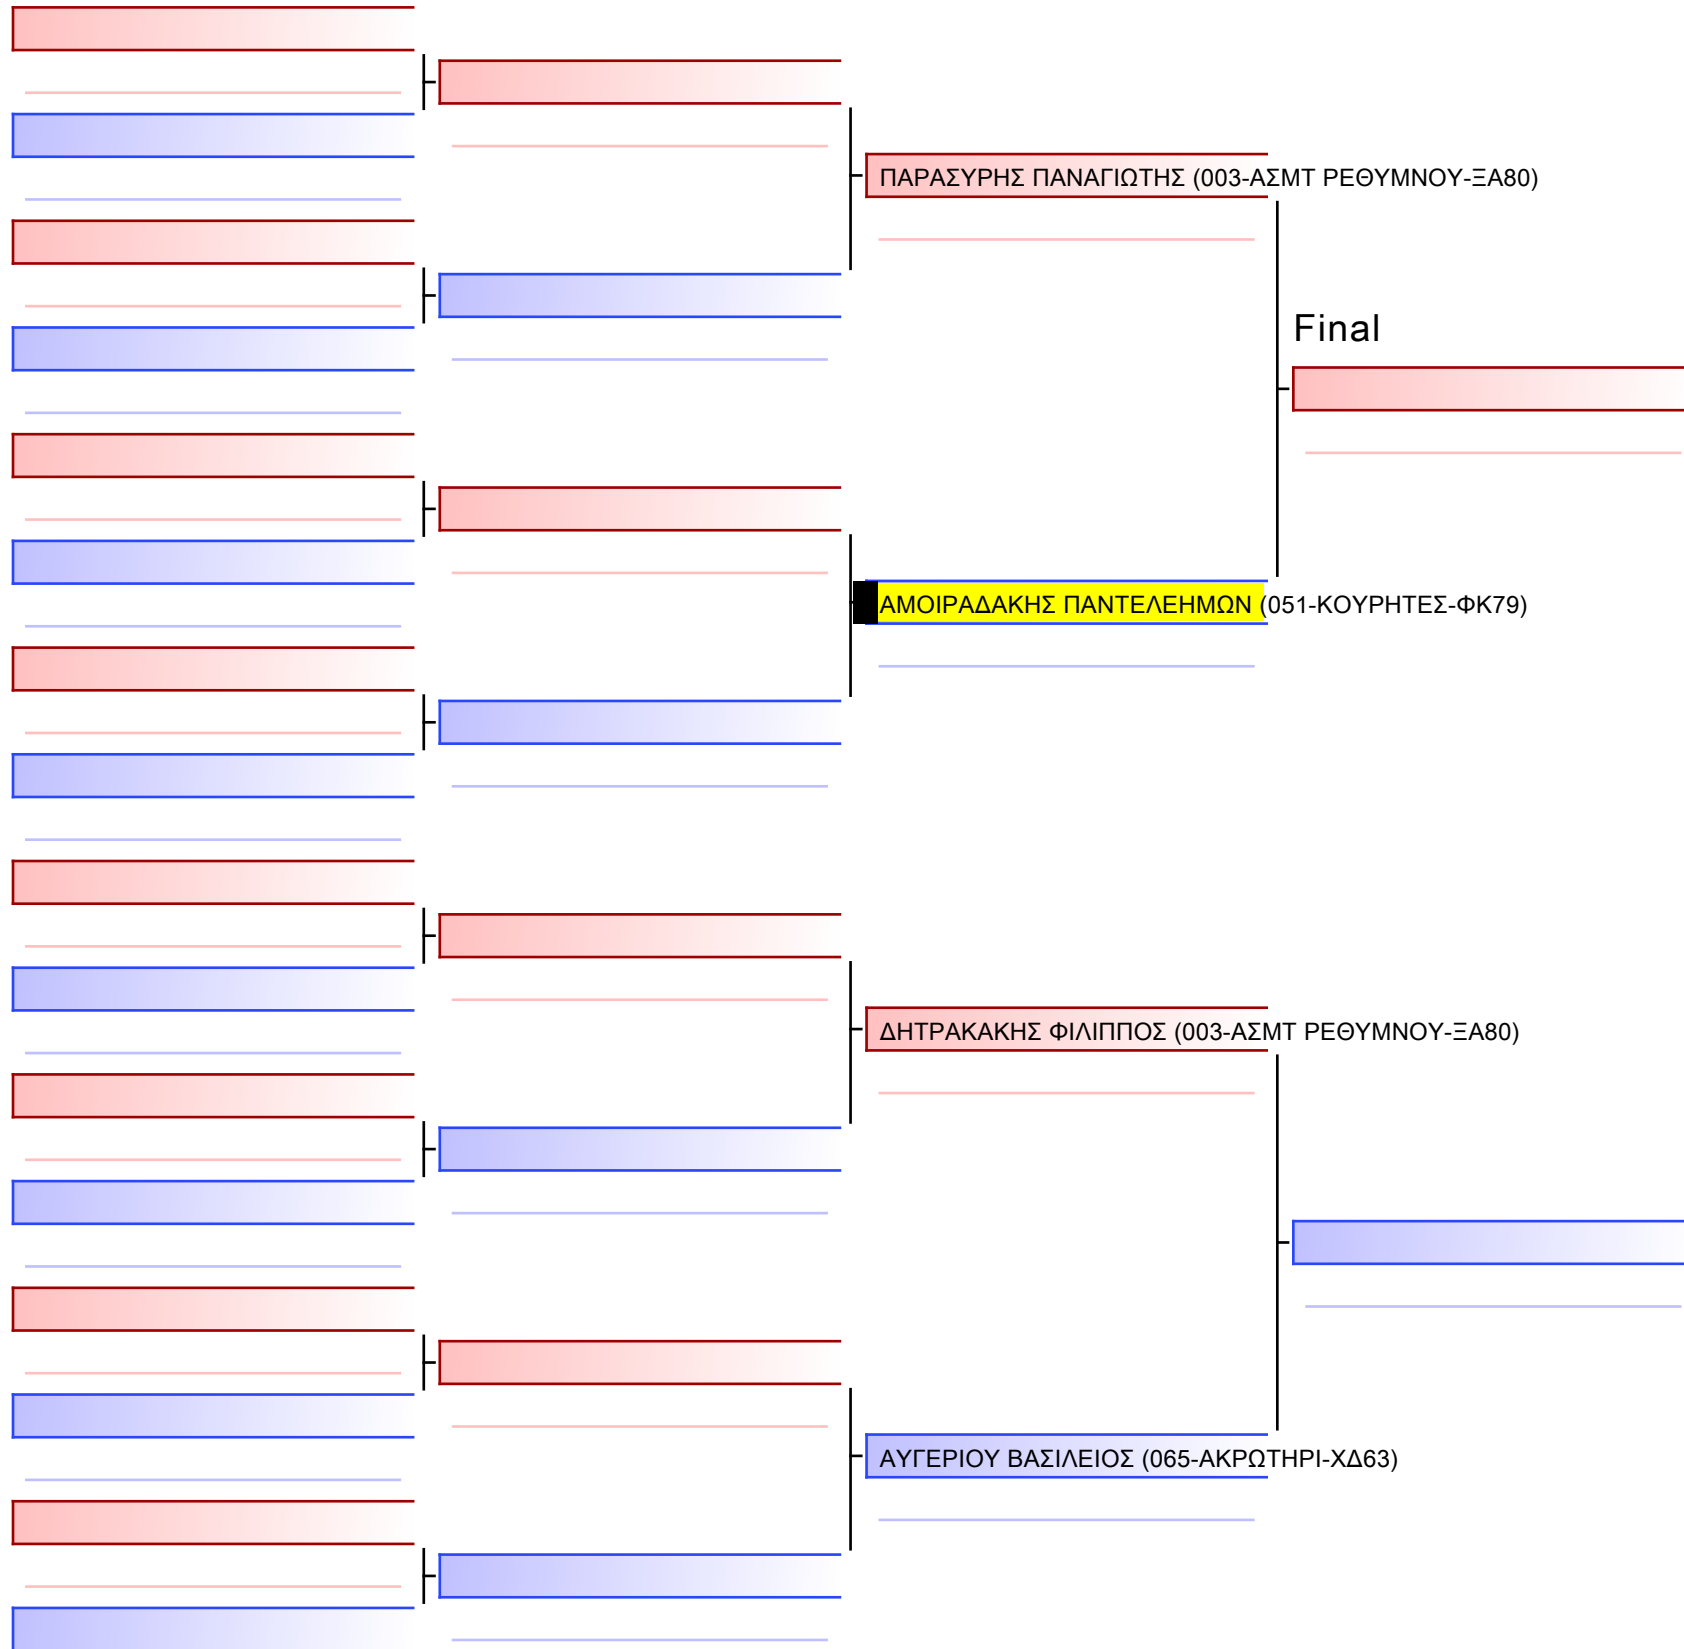 ΠΑΡΑΣΥΡΗΣ ΠΑΝΑΓΙΩΤΗΣ (003-ΑΣΜΤ ΡΕΘΥΜΝΟΥ-ΞΑ80)
Final
ΑΜΟΙΡΑΔΑΚΗΣ ΠΑΝΤΕΛΕΗΜΩΝ (051-ΚΟΥΡΗΤΕΣ-ΦΚ79)
ΔΗΤΡΑΚΑΚΗΣ ΦΙΛΙΠΠΟΣ (003-ΑΣΜΤ ΡΕΘΥΜΝΟΥ-ΞΑ80)
ΑΥΓΕΡΙΟΥ ΒΑΣΙΛΕΙΟΣ (065-ΑΚΡΩΤΗΡΙ-ΧΔ63)